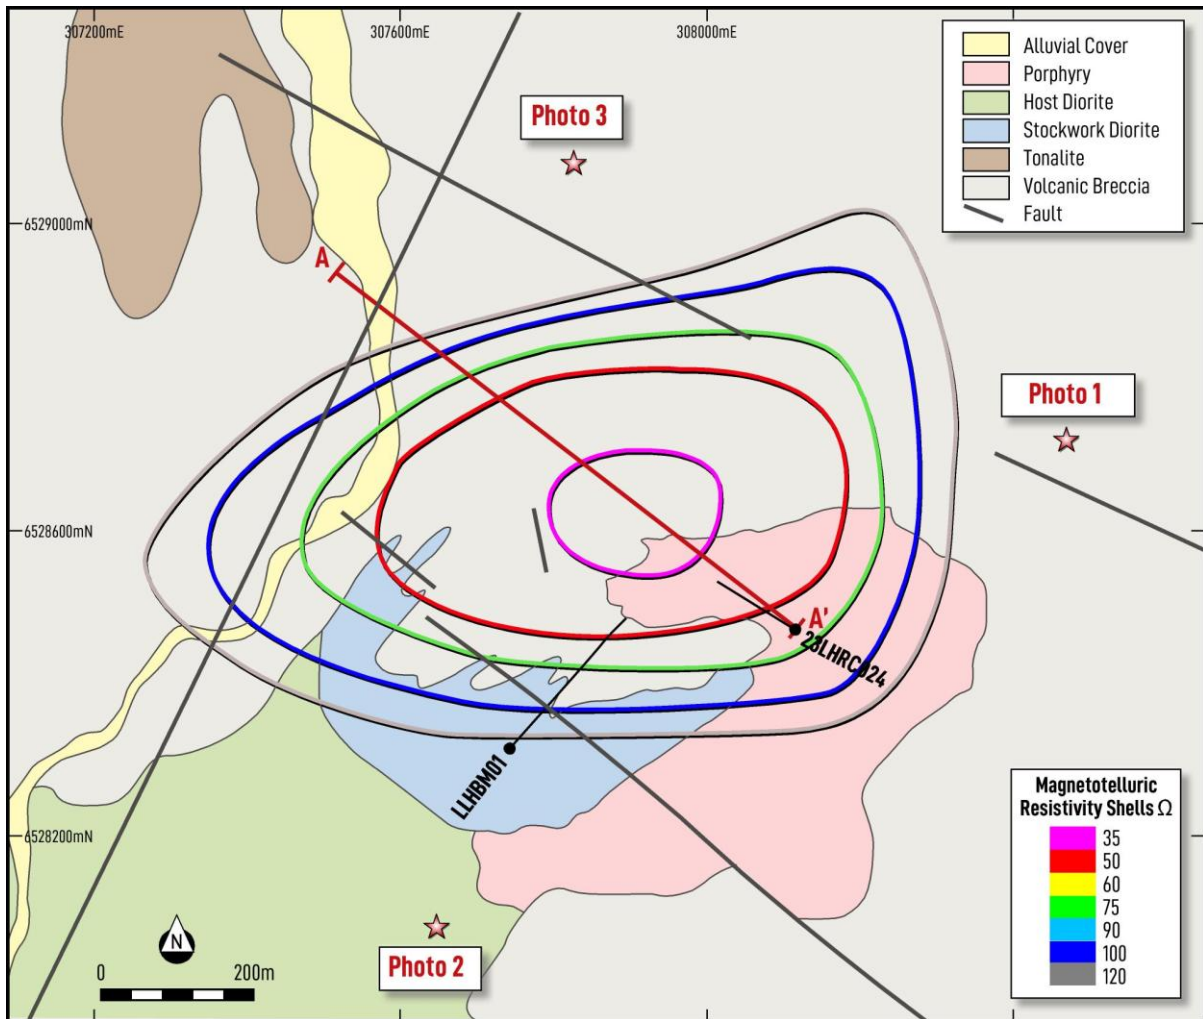 307200mE
307600mE
308000mE
Alluvial Cover
Porphyry
Host Diorite
Stockwork Diorite
Tonalite
Volcanic Breccia
Fault
Photo 3
6529000mN
A
Photo 1
6528600mN
A'
23LHRC024
LLHBM01
Magnetotelluric
Resistivity Shells Ω
35
50
60
75
90
100
120
6528200mN
N
0 200m
Photo 2